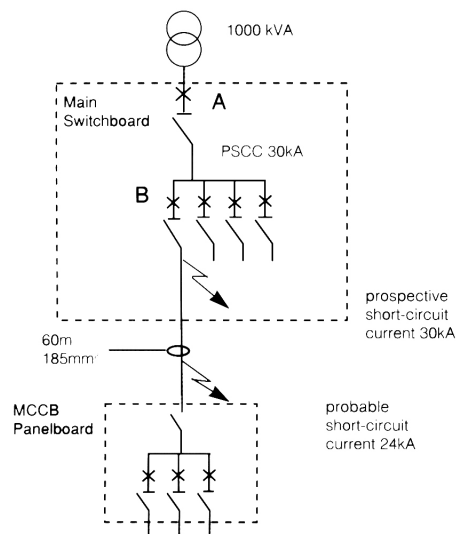 1000 kVA
Main
Switchboard
A
PSCC 30kA
B
prospective
short-circuit
current 30kA
60m
185mm
MCCB
Panelboard
probable
short-circuit
current 24kA